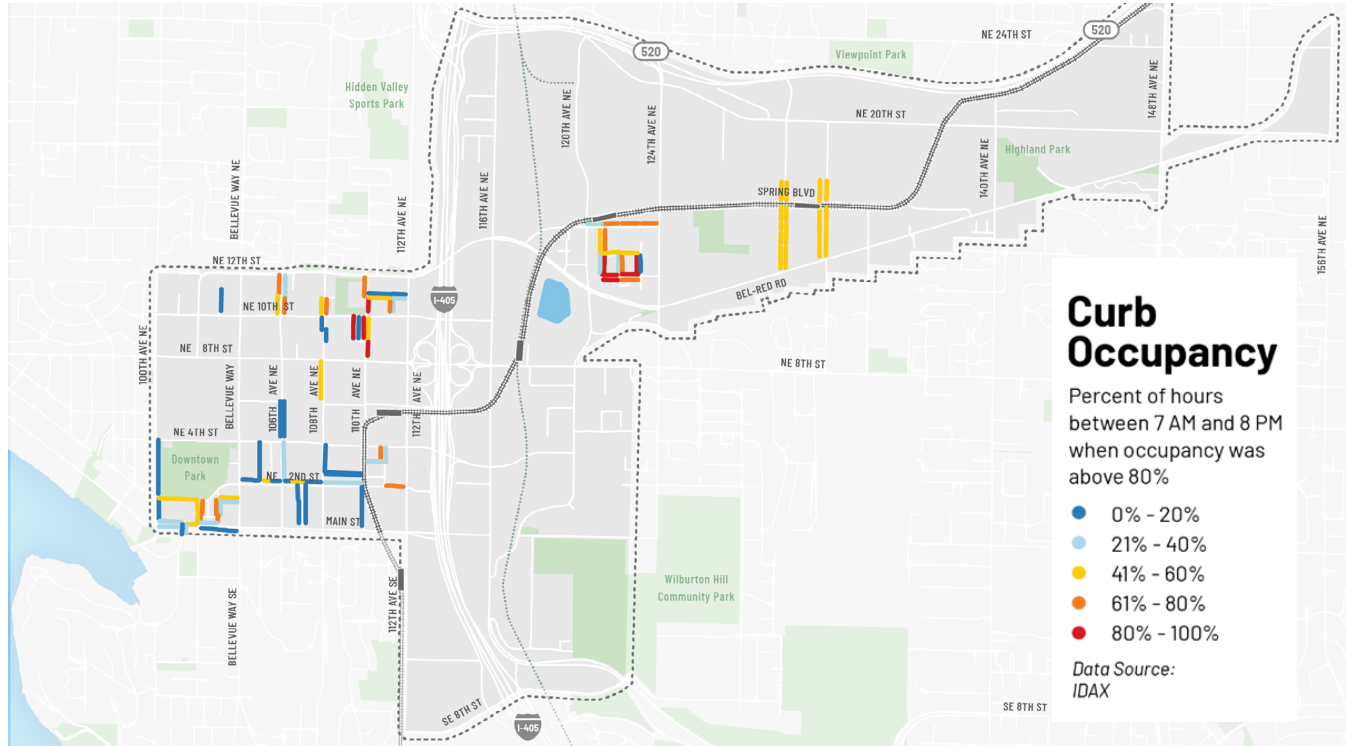 520
520
NE 24TH ST
Viewpoint Park
Hidden Valley
Sports Park
120TH AVE NE
124TH AVE NE
148TH AVE NE
NE 20TH ST
140TH AVE NE
Highland Park
BELLEVUE WAY NE
112TH AVE NE
116TH AVE NE
SPRING BLVD
156TH AVE NE
NE 12TH ST
BEL-RED RD
I-405
NE 10TH ST
100TH AVE NE
NE 8TH ST
NE 8TH ST
BELLEVUE WAY
106TH AVE NE
108TH AVE NE
110TH AVE NE
112TH AVE NE
NE 4TH ST
Downtown
Park
NE 2ND ST
MAIN ST
112TH AVE SE
BELLEVUE WAY SE
Wilburton Hill
Community Park
SE 8TH ST
I-405
SE 8TH ST
Curb
Occupancy
Percent of hours
between 7 AM and 8 PM
when occupancy was
above 80%
0% - 20%
21% - 40%
41% - 60%
61% - 80%
80% - 100%
Data Source:
IDAX